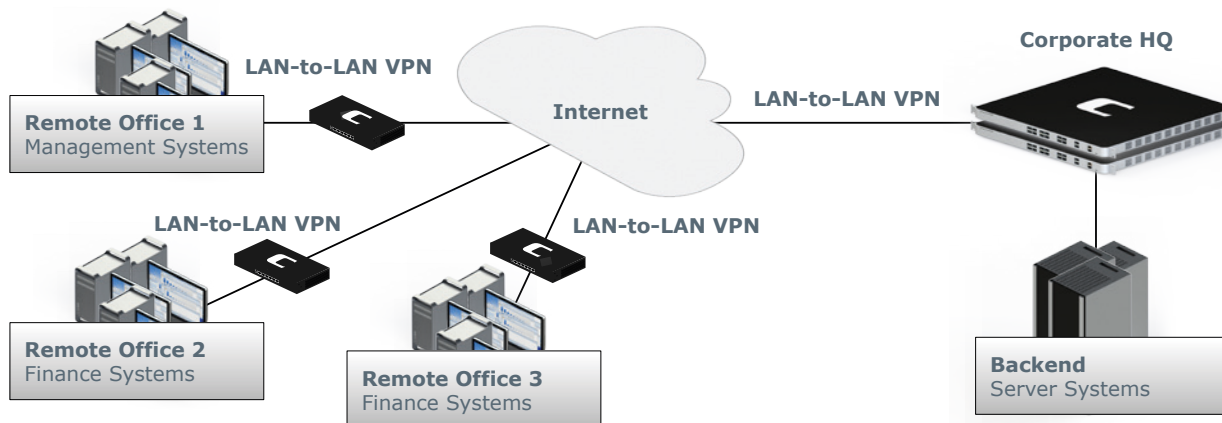 Corporate HQ
LAN-to-LAN VPN
Internet
LAN-to-LAN VPN
Remote Office 1
Management Systems
LAN-to-LAN VPN
LAN-to-LAN VPN
Remote Office 2
Finance Systems
Remote Office 3
Finance Systems
Backend
Server Systems